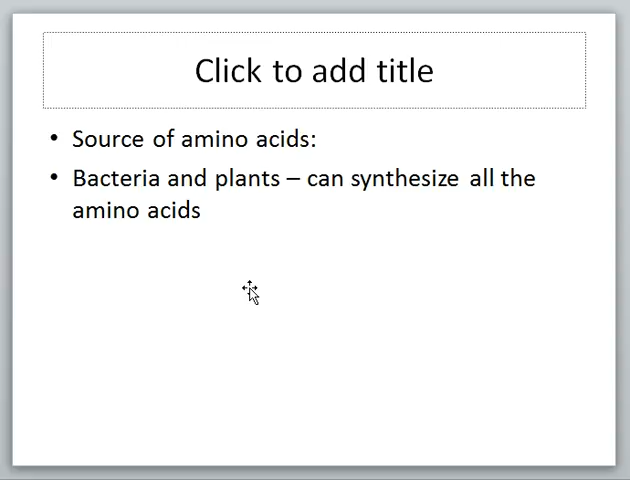 Click to add title
• Source of amino acids:
• Bacteria and plants – can synthesize all the
amino acids